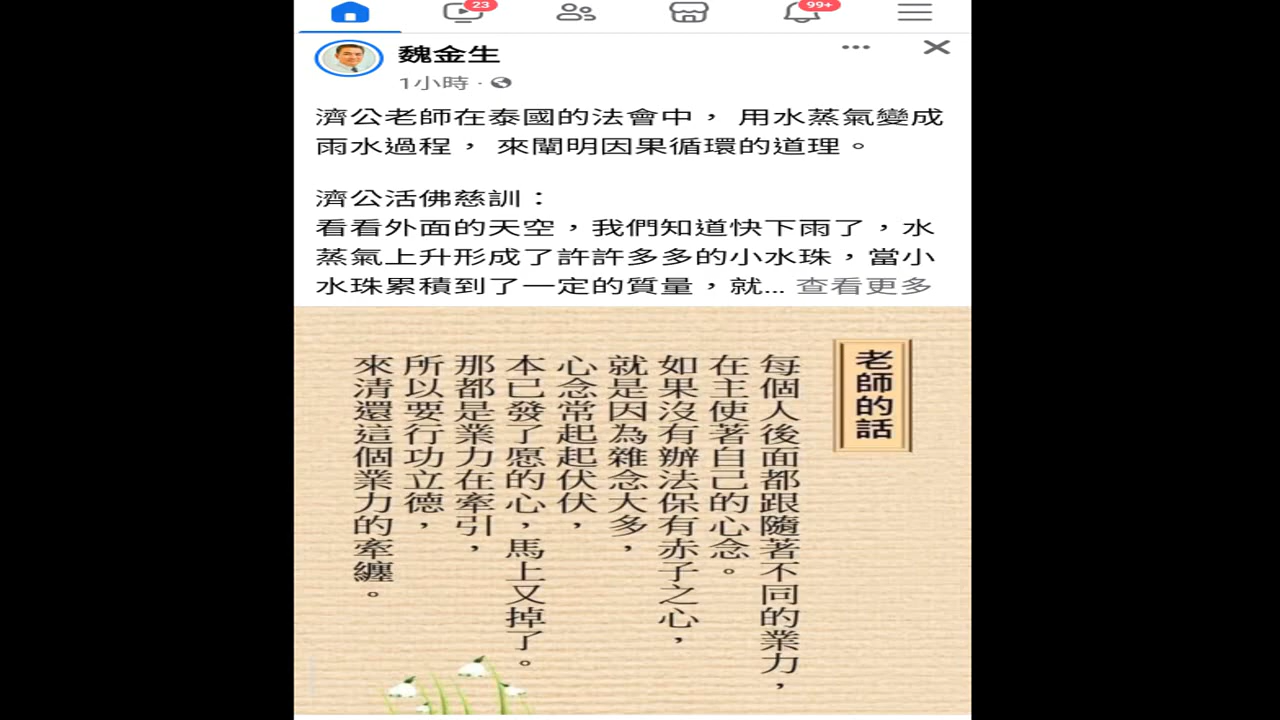 23
99+
魏金生
1小時 ·
濟公老師在泰國的法會中， 用水蒸氣變成
雨水過程， 來闡明因果循環的道理。
濟公活佛慈訓：
看看外面的天空，我們知道快下雨了，水
蒸氣上升形成了許許多多的小水珠，當小
水珠累積到了一定的質量，就... 查看更多
老師的話
每個人後面都跟隨著不同的業力，
在主使著自己的心念。
如果沒有辦法保有赤子之心，
就是因為雜念大多，
心念常起起伏伏，
本已發了愿的心，馬上又掉了。
那都是業力在牽引，
所以要行功立德，
來清還這個業力的牽纏。